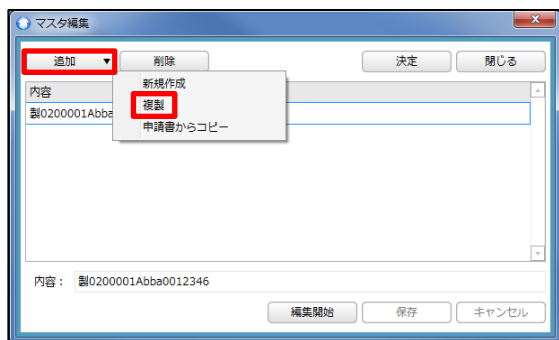 マスタ編集
追加 ▼ 削除 決定 閉じる
新規作成
内容
複製
製0200001Abba
申請書からコピー
内容： 製0200001Abba0012346
編集開始 保存 キャンセル